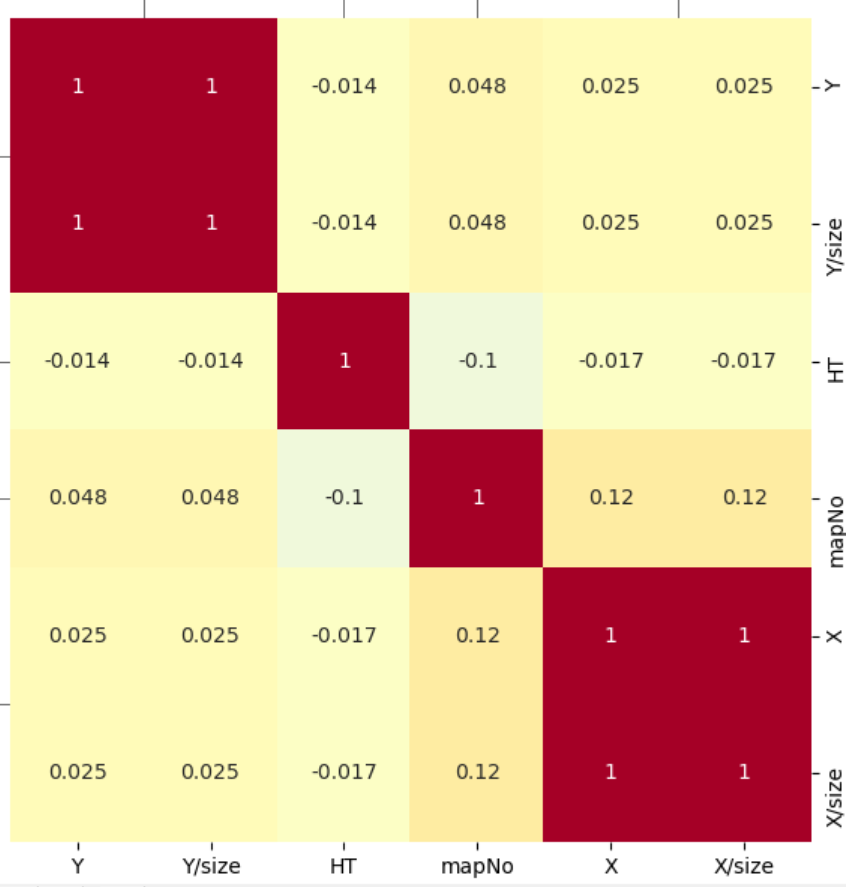 1 1 -0.014 0.048 0.025 0.025 Y
1 1 -0.014 0.048 0.025 0.025 Y/size
-0.014 -0.014 1 -0.1 -0.017 -0.017 HT
0.048 0.048 -0.1 1 0.12 0.12 mapNo
0.025 0.025 -0.017 0.12 1 1 X
0.025 0.025 -0.017 0.12 1 1 X/size
Y Y/size HT mapNo X X/size